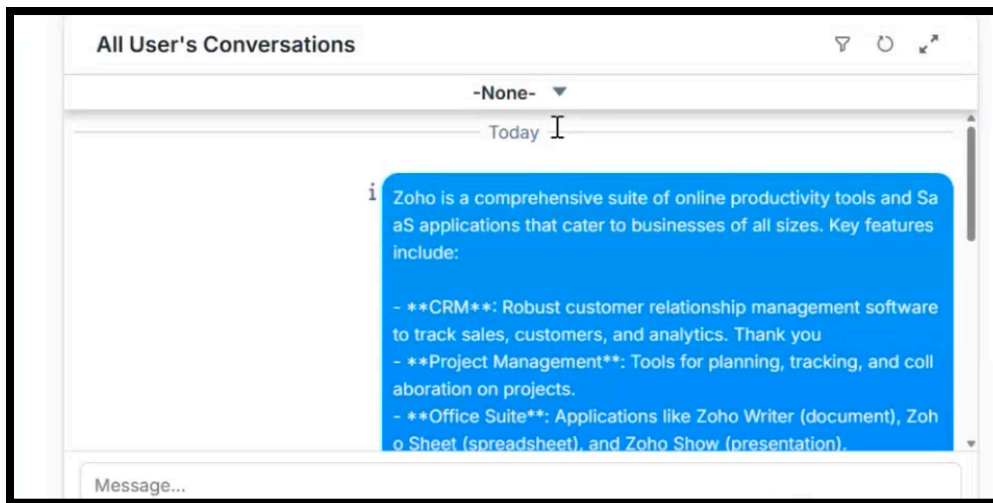 All User's Conversations
-None-
Today
i
Zoho is a comprehensive suite of online productivity tools and Sa
aS applications that cater to businesses of all sizes. Key features
include:
- **CRM**: Robust customer relationship management software
to track sales, customers, and analytics. Thank you
- **Project Management**: Tools for planning, tracking, and coll
aboration on projects.
- **Office Suite**: Applications like Zoho Writer (document), Zoh
o Sheet (spreadsheet), and Zoho Show (presentation).
Message...